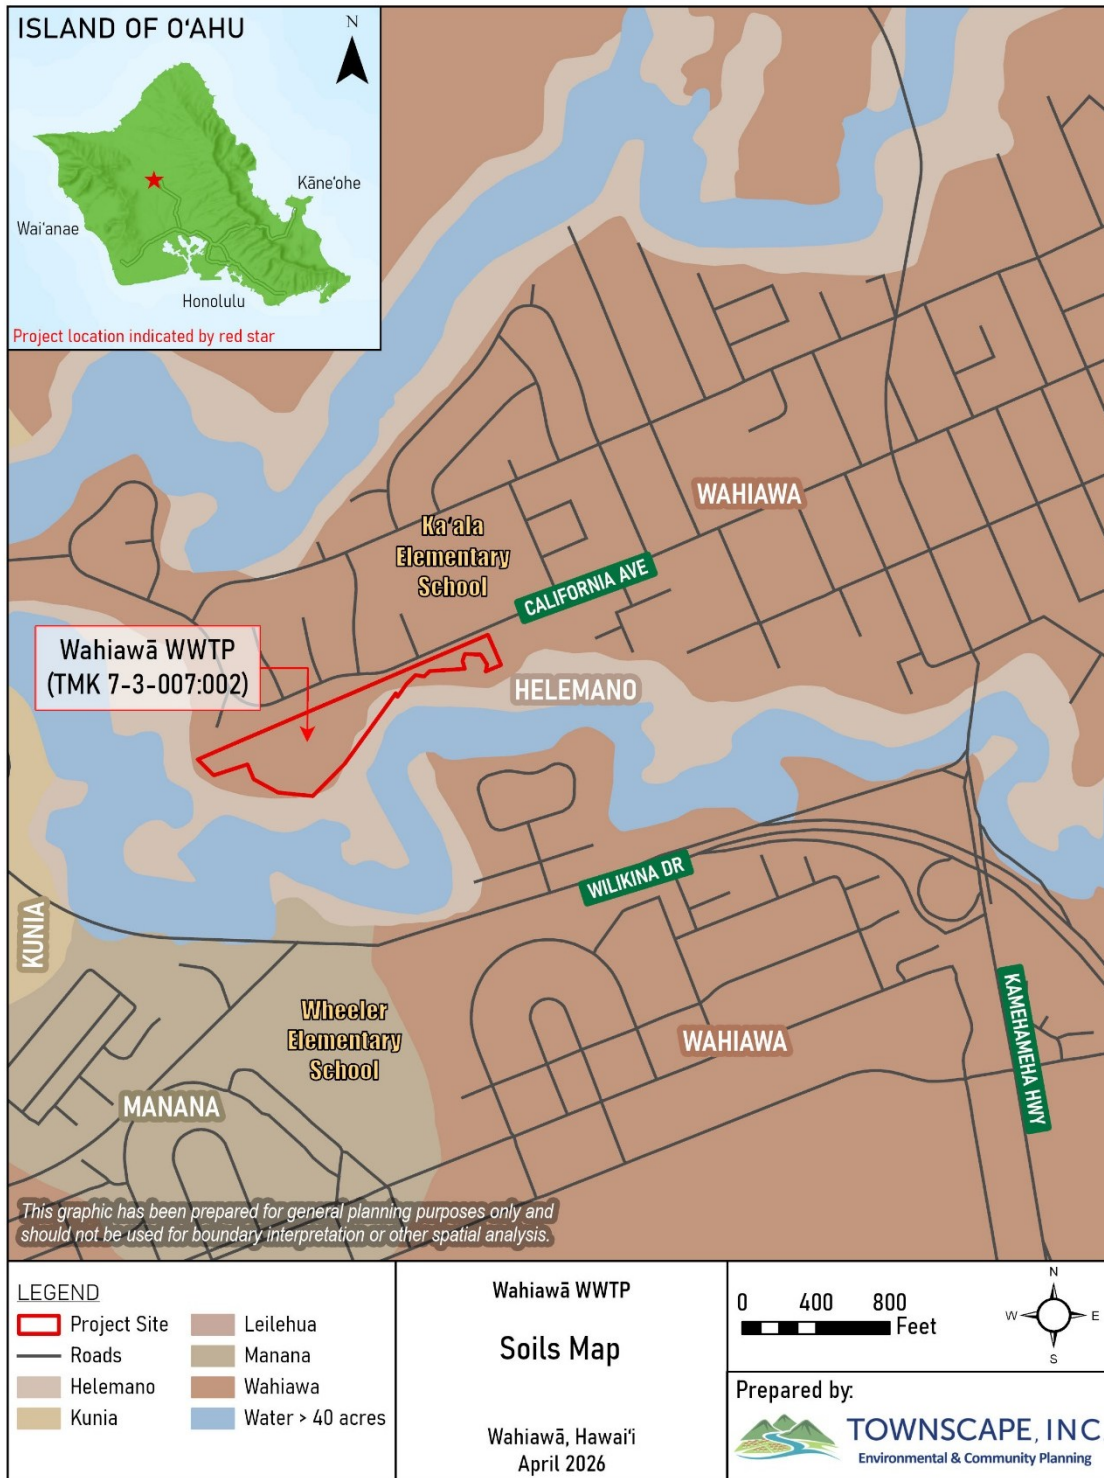 ISLAND OF OʻAHU
N
Kāneʻohe
Waiʻanae
Honolulu
Project location indicated by red star
WAHIAWA
Kaʻala
Elementary
School
CALIFORNIA AVE
Wahiawā WWTP
(TMK 7-3-007:002)
HELEMANO
WILIKINA DR
KUNIA
Wheeler
Elementary
School
WAHIAWA
KAMEHAMEHA HWY
MANANA
This graphic has been prepared for general planning purposes only and
should not be used for boundary interpretation or other spatial analysis.
LEGEND
Project Site
Roads
Helemano
Kunia
Leilehua
Manana
Wahiawa
Water > 40 acres
Wahiawā WWTP
Soils Map
Wahiawā, Hawaiʻi
April 2026
0 400 800
Feet
N
W E
S
Prepared by:
TOWNSCAPE, INC
Environmental & Community Planning